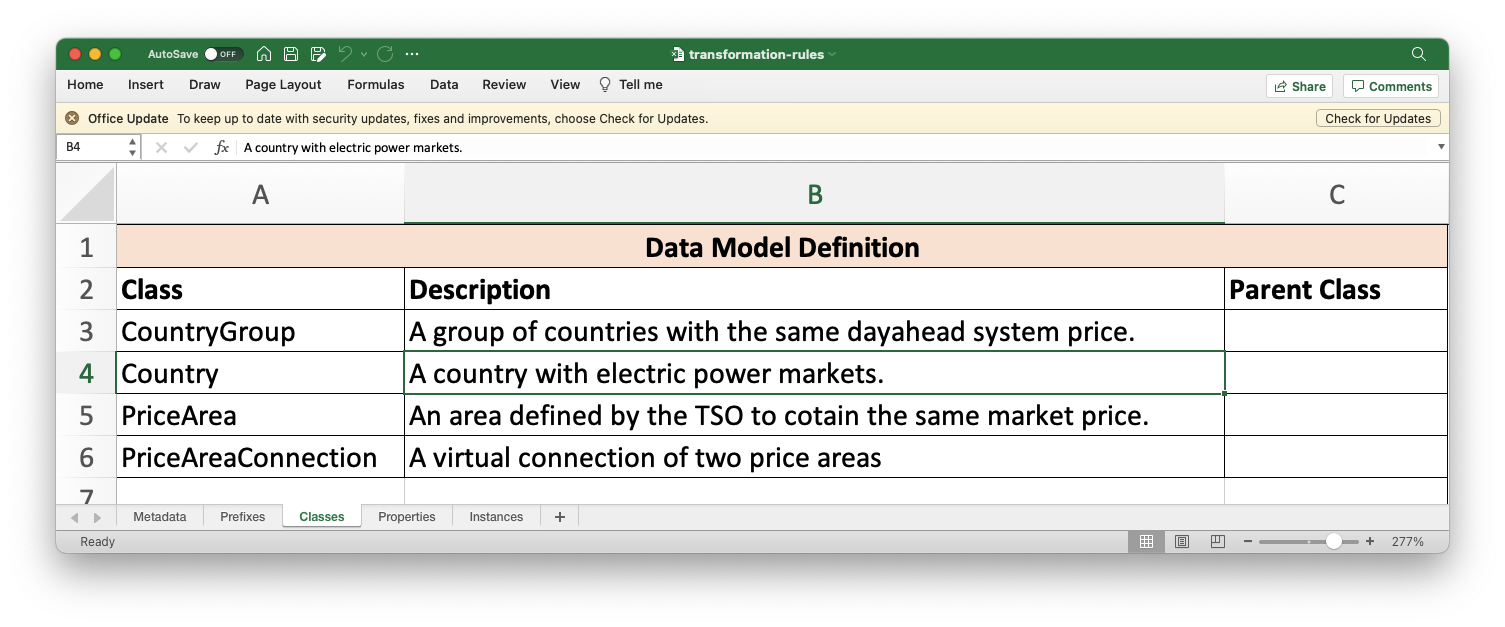 AutoSave OFF transformation-rules
Home Insert Draw Page Layout Formulas Data Review View Tell me Share Comments
Office Update To keep up to date with security updates, fixes and improvements, choose Check for Updates. Check for Updates
B4 fx A country with electric power markets.
A B C
1 Data Model Definition
2 Class Description Parent Class
3 CountryGroup A group of countries with the same dayahead system price.
4 Country A country with electric power markets.
5 PriceArea An area defined by the TSO to cotain the same market price.
6 PriceAreaConnection A virtual connection of two price areas
7
Metadata Prefixes Classes Properties Instances +
Ready 277%